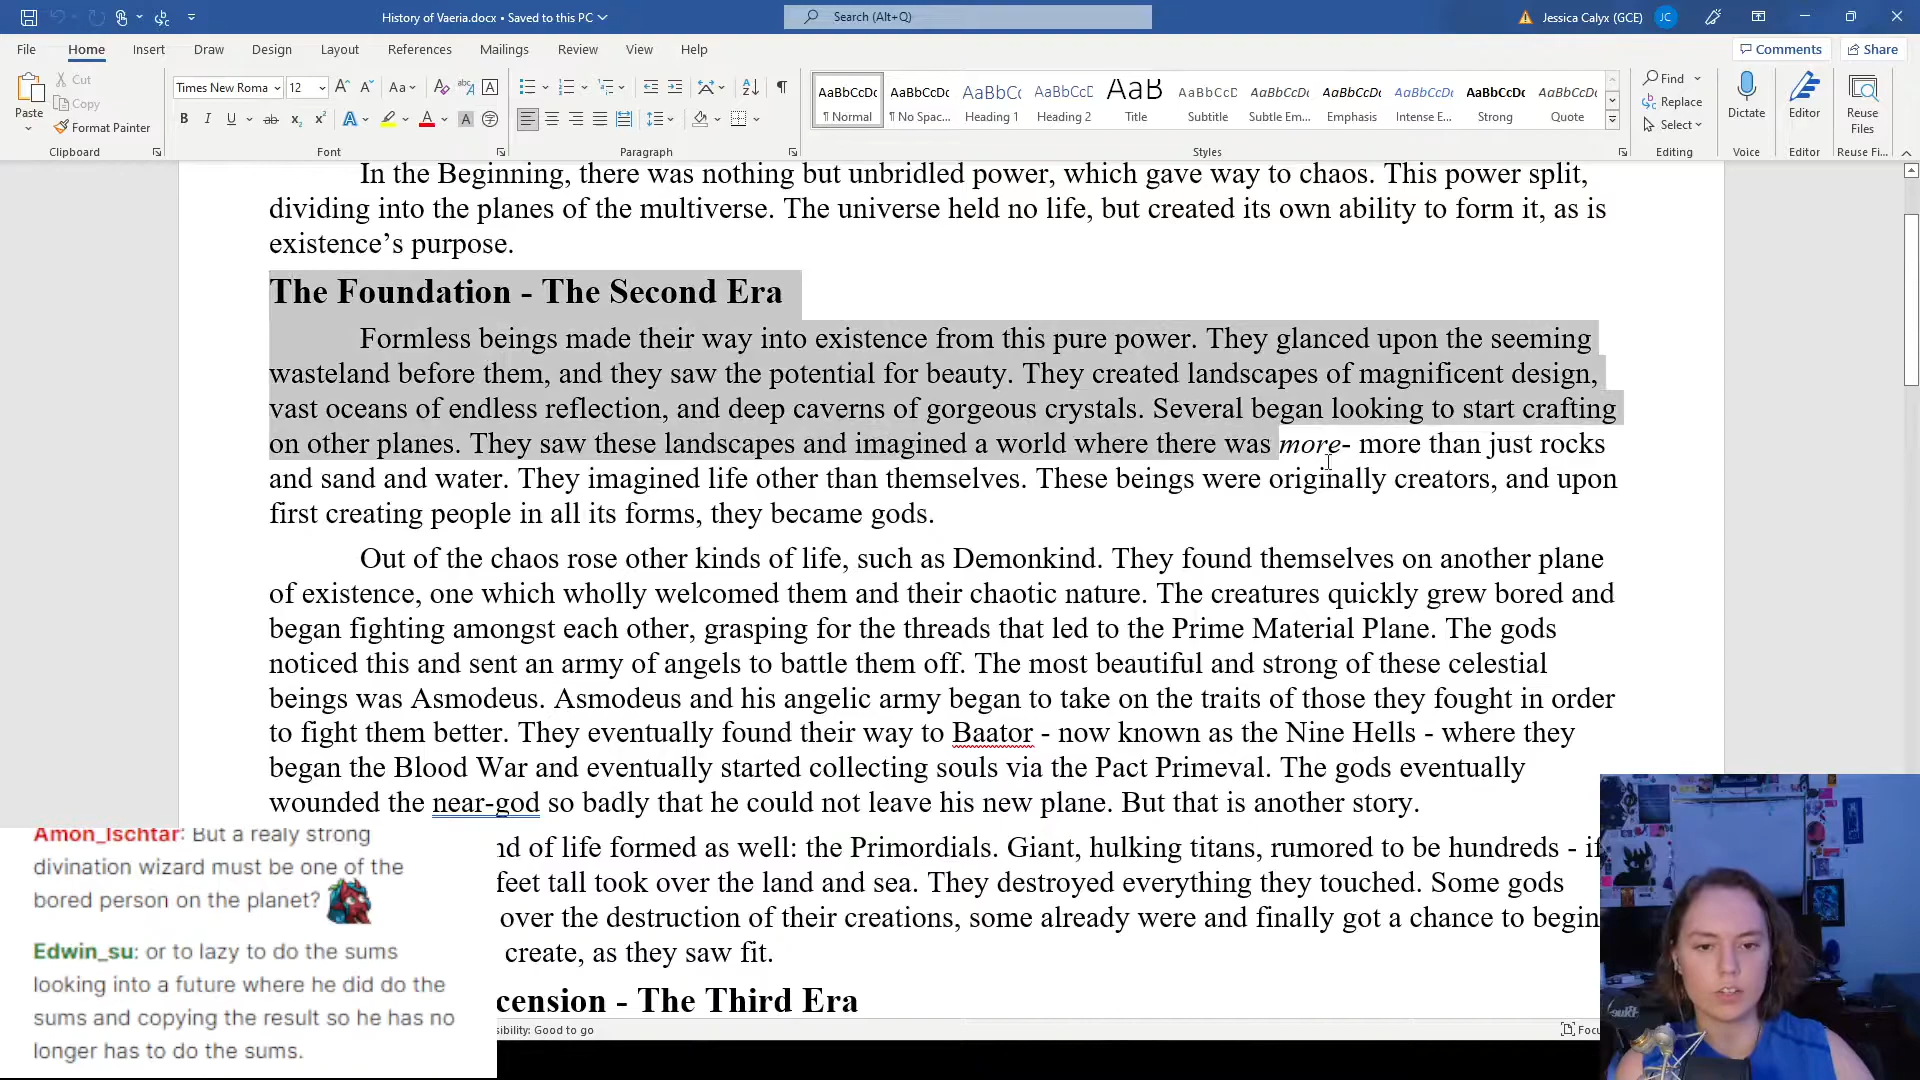 History of Vaeria.docx • Saved to this PC
Search (Alt+Q)
Jessica Calyx (GCE)
JC
File
Home
Insert
Draw
Design
Layout
References
Mailings
Review
View
Help
Comments
Share
Paste
Cut
Copy
Format Painter
Clipboard
Times New Roma
12
Font
Paragraph
AaBbCcDc
¶ Normal
AaBbCcDc
¶ No Spac...
AaBbCc
Heading 1
AaBbCcD
Heading 2
AaB
Title
AaBbCcD
Subtitle
AaBbCcDc
Subtle Em...
AaBbCcDc
Emphasis
AaBbCcDc
Intense E...
AaBbCcDc
Strong
AaBbCcDc
Quote
Styles
Find
Replace
Select
Editing
Dictate
Voice
Editor
Editor
Reuse
Files
Reuse Fi...
In the Beginning, there was nothing but unbridled power, which gave way to chaos. This power split,
dividing into the planes of the multiverse. The universe held no life, but created its own ability to form it, as is
existence’s purpose.
The Foundation - The Second Era
Formless beings made their way into existence from this pure power. They glanced upon the seeming
wasteland before them, and they saw the potential for beauty. They created landscapes of magnificent design,
vast oceans of endless reflection, and deep caverns of gorgeous crystals. Several began looking to start crafting
on other planes. They saw these landscapes and imagined a world where there was more- more than just rocks
and sand and water. They imagined life other than themselves. These beings were originally creators, and upon
first creating people in all its forms, they became gods.
Out of the chaos rose other kinds of life, such as Demonkind. They found themselves on another plane
of existence, one which wholly welcomed them and their chaotic nature. The creatures quickly grew bored and
began fighting amongst each other, grasping for the threads that led to the Prime Material Plane. The gods
noticed this and sent an army of angels to battle them off. The most beautiful and strong of these celestial
beings was Asmodeus. Asmodeus and his angelic army began to take on the traits of those they fought in order
to fight them better. They eventually found their way to Baator - now known as the Nine Hells - where they
began the Blood War and eventually started collecting souls via the Pact Primeval. The gods eventually
wounded the near-god so badly that he could not leave his new plane. But that is another story.
nd of life formed as well: the Primordials. Giant, hulking titans, rumored to be hundreds - if
feet tall took over the land and sea. They destroyed everything they touched. Some gods
over the destruction of their creations, some already were and finally got a chance to begin
create, as they saw fit.
cension - The Third Era
sibility: Good to go
Focu
Amon_Ischtar: But a realy strong
divination wizard must be one of the
bored person on the planet?
Edwin_su: or to lazy to do the sums
looking into a future where he did do the
sums and copying the result so he has no
longer has to do the sums.